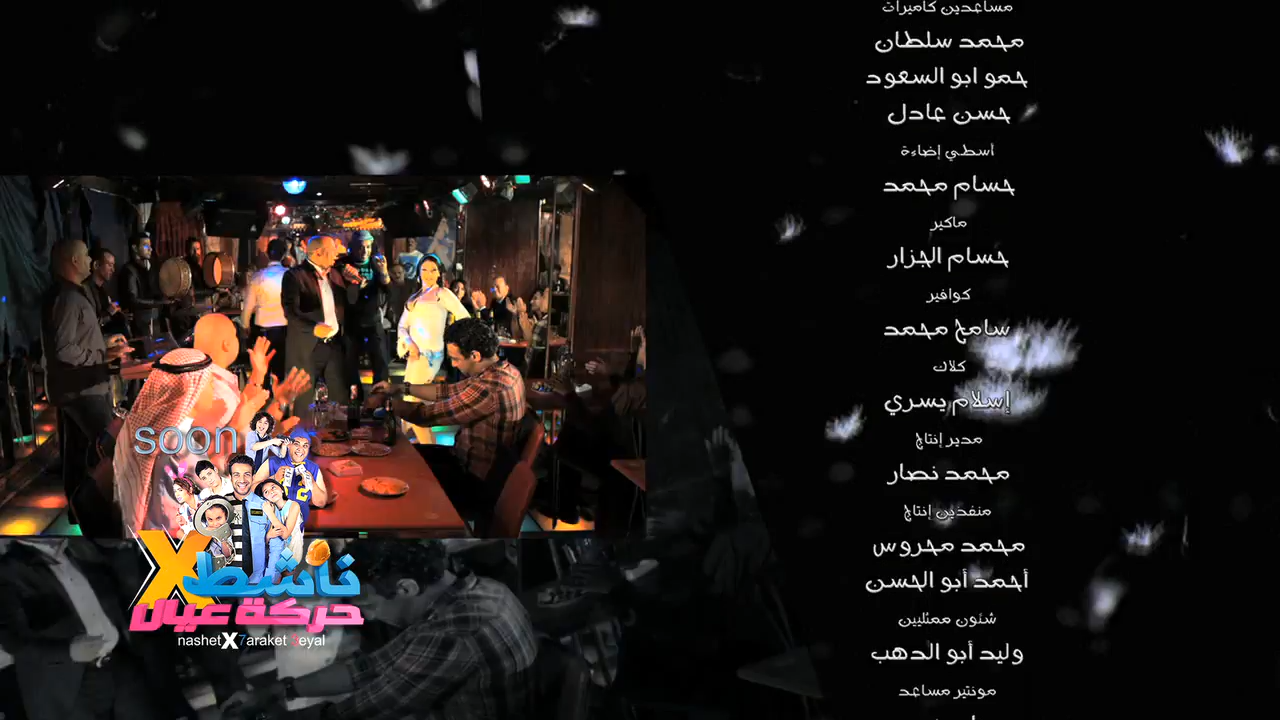 مساعدين كاميرات
محمد سلطان
حمو ابو السعود
حسن عادل
أسطي إضاءة
حسام محمد
ماكير
حسام الجزار
كوافير
سامح محمد
كلاك
إسلام يسري
مدير إنتاج
محمد نصار
منفذين إنتاج
محمد محروس
أحمد أبو الحسن
شئون ممثليين
وليد أبو الدهب
مونتير مساعد
soon
ناشط X
حركة عيال
nashet X 7araket 3eyal